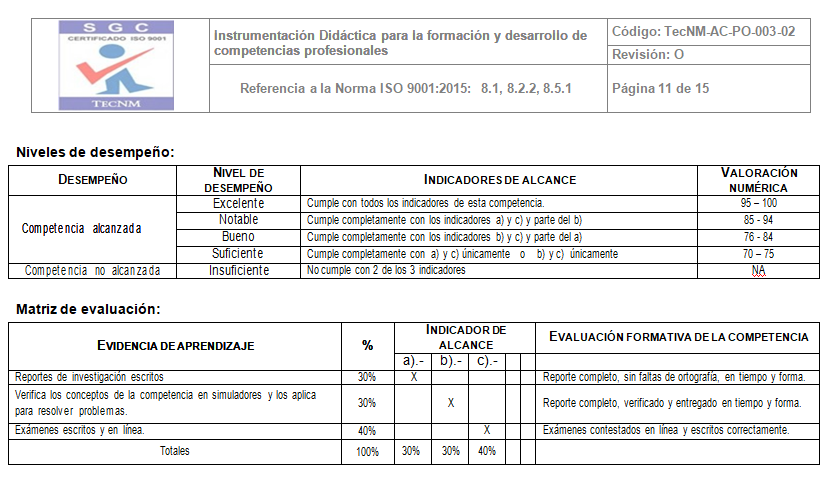 S G C
CERTIFICADO ISO 9001
TECNM
Instrumentación Didáctica para la formación y desarrollo de
competencias profesionales
Código: TecNM-AC-PO-003-02
Revisión: O
Referencia a la Norma ISO 9001:2015: 8.1, 8.2.2, 8.5.1
Página 11 de 15
Niveles de desempeño:
DESEMPEÑO
NIVEL DE
DESEMPEÑO
INDICADORES DE ALCANCE
VALORACIÓN
NUMÉRICA
Competencia alcanzada
Excelente
Cumple con todos los indicadores de esta competencia.
95 – 100
Notable
Cumple completamente con los indicadores a) y c) y parte del b)
85 - 94
Bueno
Cumple completamente con los indicadores b) y c) y parte del a)
76 - 84
Suficiente
Cumple completamente con a) y c) únicamente o b) y c) únicamente
70 – 75
Competencia no alcanzada
Insuficiente
No cumple con 2 de los 3 indicadores
NA
Matriz de evaluación:
EVIDENCIA DE APRENDIZAJE
%
INDICADOR DE
ALCANCE
EVALUACIÓN FORMATIVA DE LA COMPETENCIA
a).-
b).-
c).-
Reportes de investigación escritos
30%
X
Reporte completo, sin faltas de ortografía, en tiempo y forma.
Verifica los conceptos de la competencia en simuladores y los aplica
para resolver problemas.
30%
X
Reporte completo, verificado y entregado en tiempo y forma.
Exámenes escritos y en línea.
40%
X
Exámenes contestados en línea y escritos correctamente.
Totales
100%
30%
30%
40%